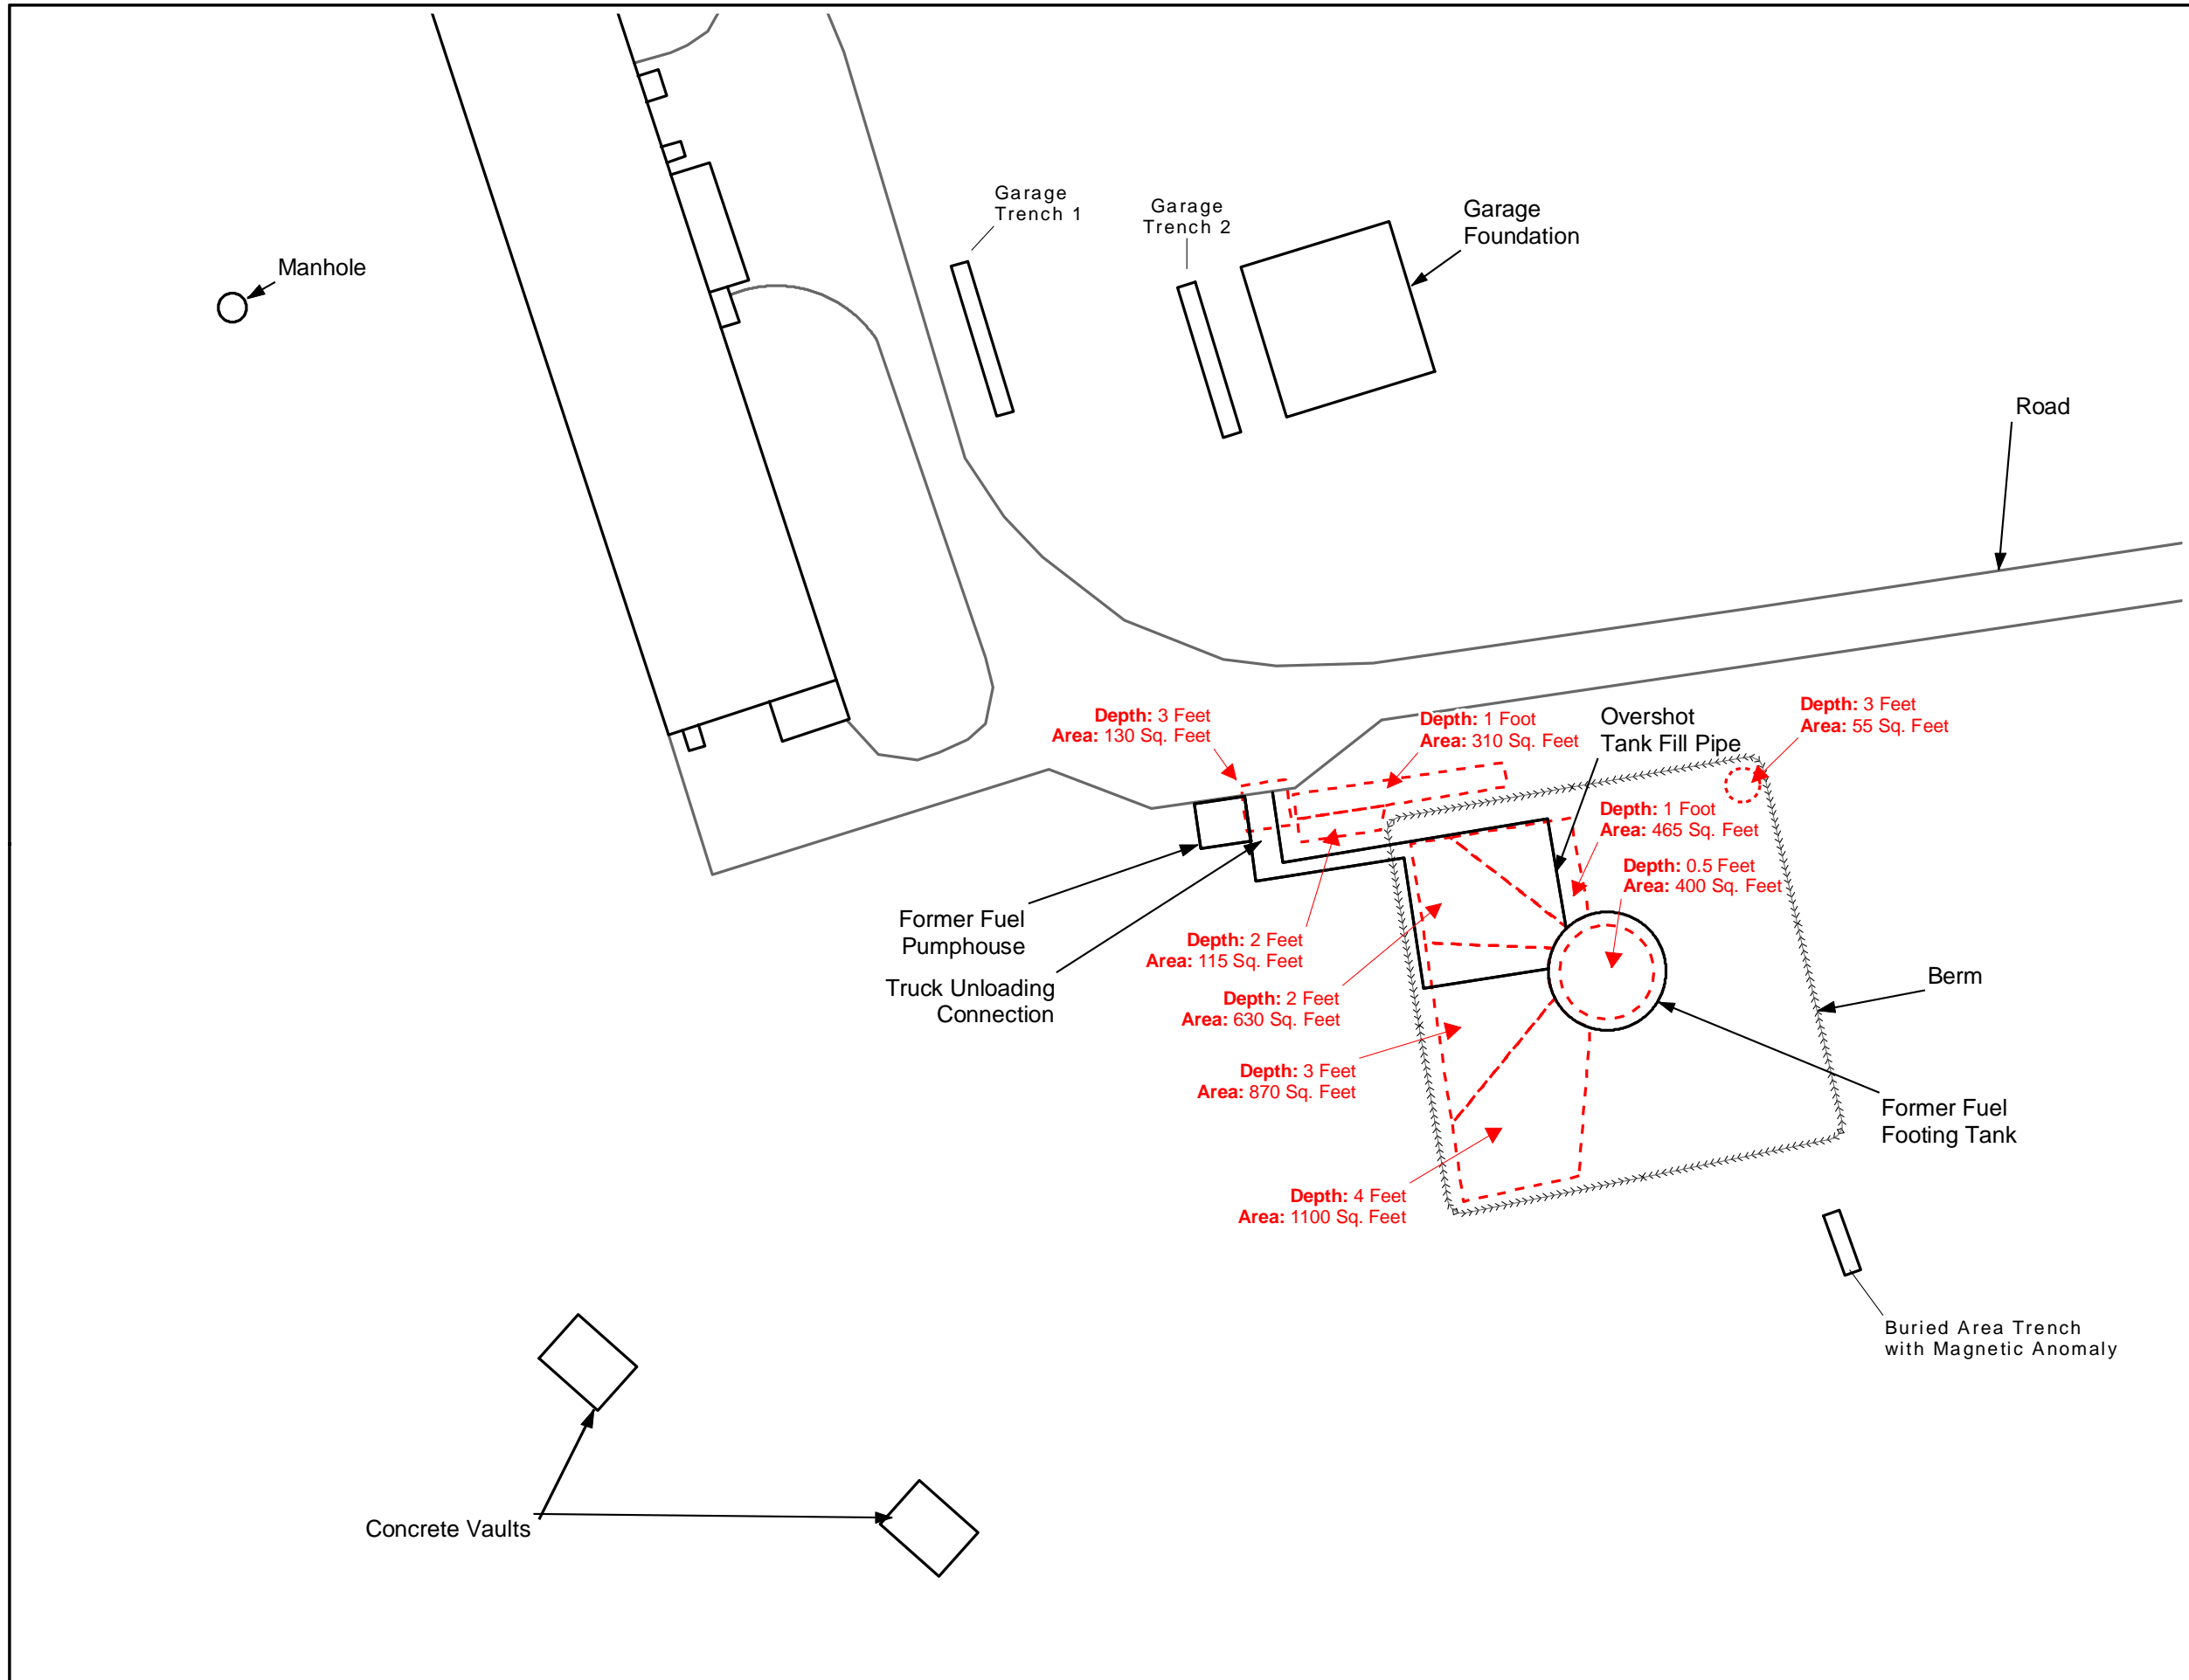 Garage
Trench 1
Garage
Trench 2
Garage
Foundation
Manhole
Road
Depth: 3 Feet
Area: 130 Sq. Feet
Depth: 1 Foot
Area: 310 Sq. Feet
Overshot
Tank Fill Pipe
Depth: 3 Feet
Area: 55 Sq. Feet
Depth: 1 Foot
Area: 465 Sq. Feet
Depth: 0.5 Feet
Area: 400 Sq. Feet
Former Fuel
Pumphouse
Depth: 2 Feet
Area: 115 Sq. Feet
Truck Unloading
Connection
Depth: 2 Feet
Area: 630 Sq. Feet
Berm
Depth: 3 Feet
Area: 870 Sq. Feet
Former Fuel
Footing Tank
Depth: 4 Feet
Area: 1100 Sq. Feet
Buried Area Trench
with Magnetic Anomaly
Concrete Vaults